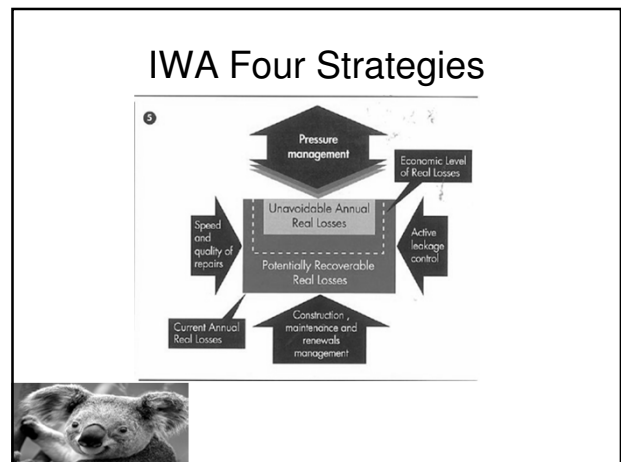 IWA Four Strategies
5
Pressure
management
Economic Level
of Real Losses
Unavoidable Annual
Real Losses
Speed
and
quality of
repairs
Active
leakage
control
Potentially Recoverable
Real Losses
Current Annual
Real Losses
Construction ,
maintenance and
renewals
management